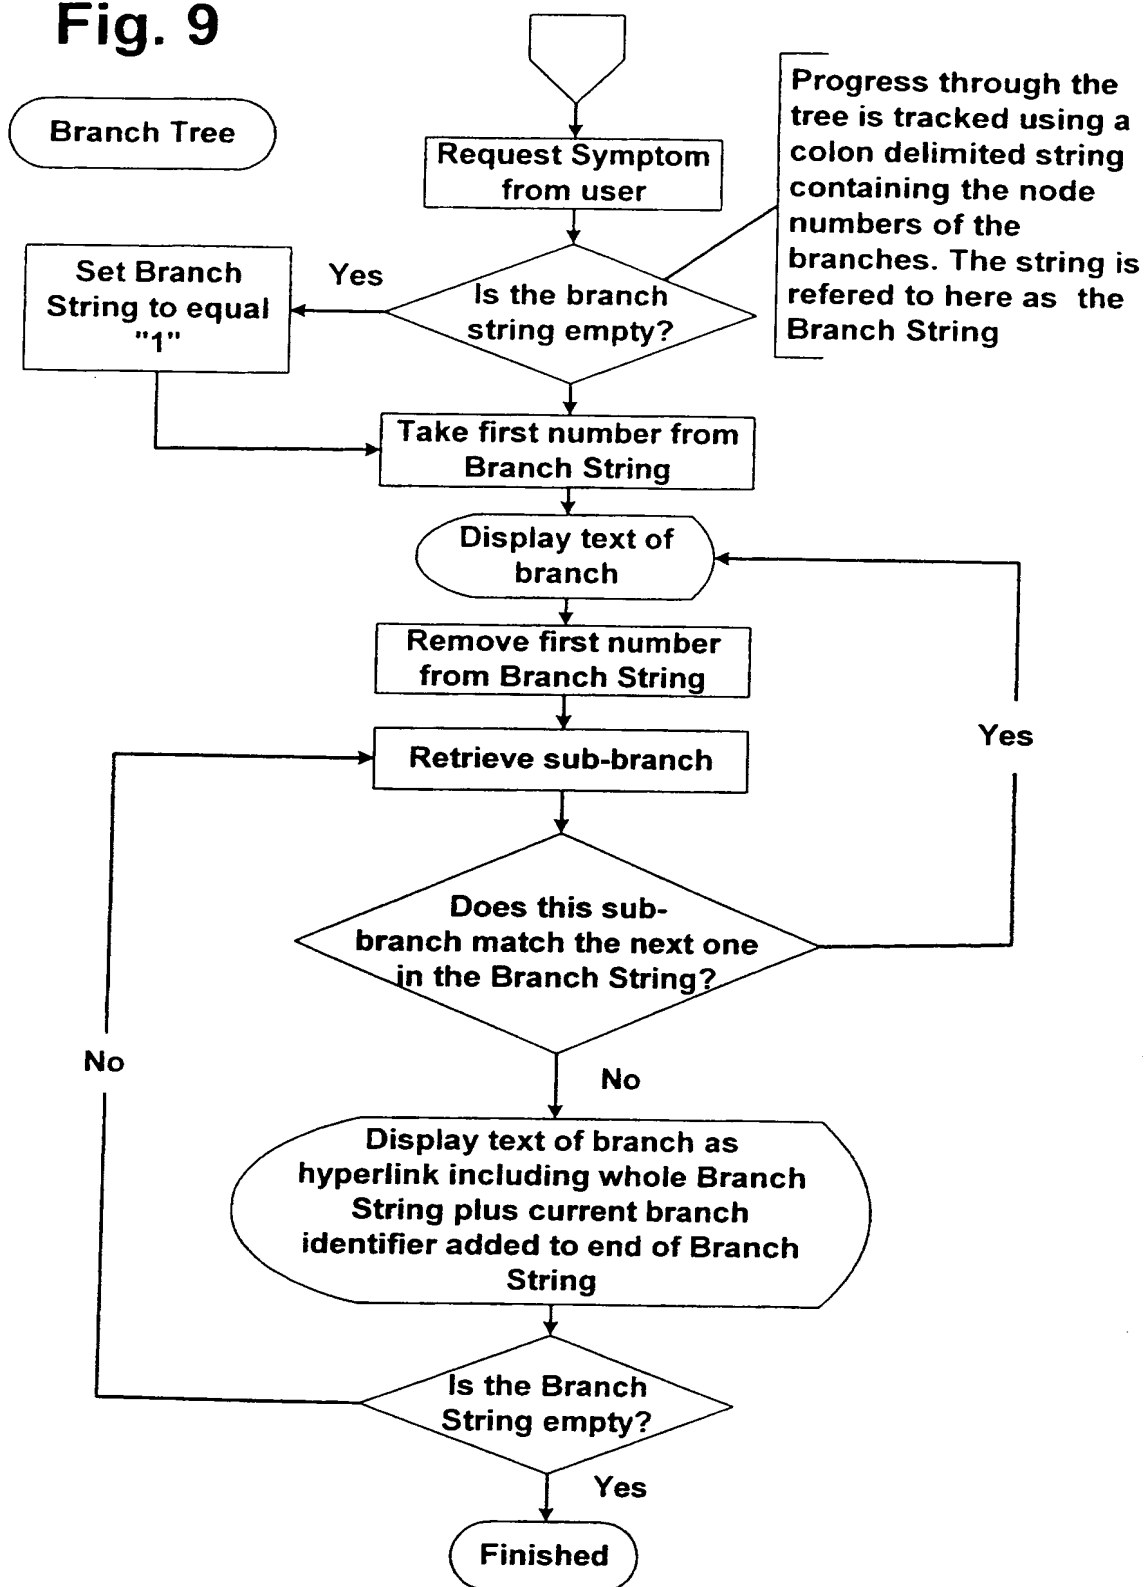 Fig. 9
Branch Tree
Request Symptom
from user
Progress through the
tree is tracked using a
colon delimited string
containing the node
numbers of the
branches. The string is
refered to here as the
Branch String
Is the branch
string empty?
Yes
Set Branch
String to equal
"1"
Take first number from
Branch String
Display text of
branch
Remove first number
from Branch String
Retrieve sub-branch
Yes
Does this sub-
branch match the next one
in the Branch String?
No
No
Display text of branch as
hyperlink including whole Branch
String plus current branch
identifier added to end of Branch
String
Is the Branch
String empty?
Yes
Finished